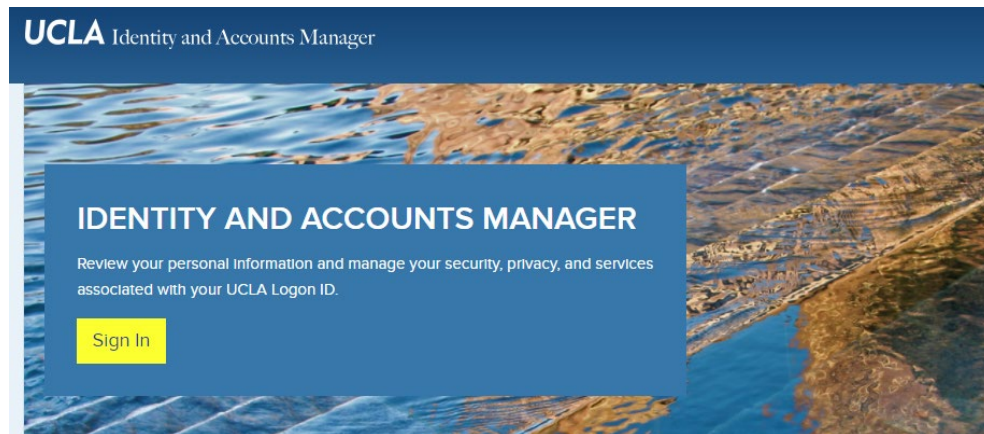 UCLA Identity and Accounts Manager
IDENTITY AND ACCOUNTS MANAGER
Review your personal information and manage your security, privacy, and services
associated with your UCLA Logon ID.
Sign In